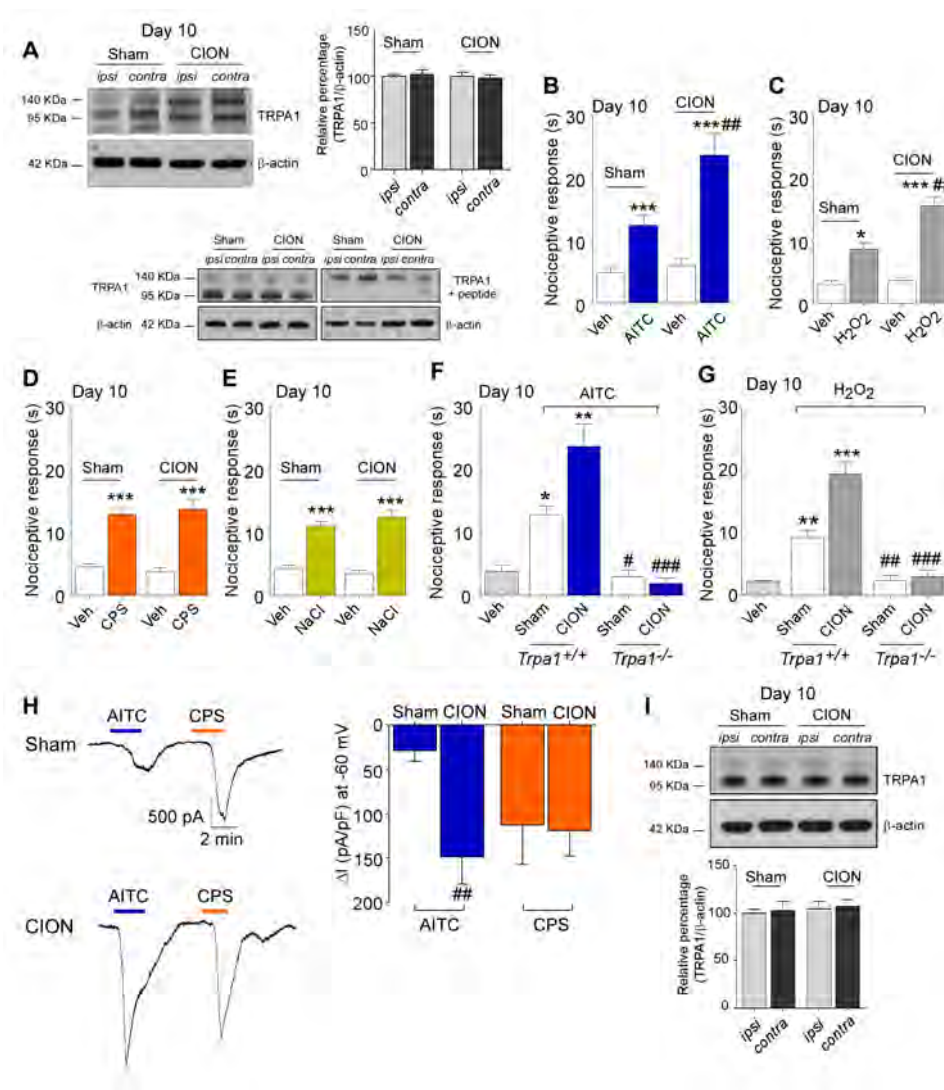 A
Day 10
Sham CION
ipsi contra ipsi contra
140 KDa
95 KDa
TRPA1
42 KDa
β-actin
Relative percentage
(TRPA1/β-actin)
150
100
50
0
Sham CION
ipsi contra ipsi contra
Sham CION Sham CION
ipsi contra ipsi contra ipsi contra ipsi contra
TRPA1
140 KDa
95 KDa
TRPA1
+ peptide
β-actin 42 KDa
β-actin
B
Day 10
Nociceptive response (s)
30
20
10
0
Sham
***
CION
***##
Veh AITC Veh AITC
C
Day 10
Nociceptive response (s)
30
20
10
0
Sham
*
CION
***#
Veh H2O2 Veh H2O2
D
Day 10
Nociceptive response (s)
30
20
10
0
Sham CION
*** ***
Veh CPS Veh CPS
E
Day 10
Nociceptive response (s)
30
20
10
0
Sham CION
*** ***
Veh NaCl Veh NaCl
F
Day 10
AITC
Nociceptive response (s)
30
20
10
0
* ** # ###
Veh Sham CION Sham CION
Trpa1+/+ Trpa1-/-
G
Day 10
H2O2
Nociceptive response (s)
30
20
10
0
** *** ## ###
Veh Sham CION Sham CION
Trpa1+/+ Trpa1-/-
H
AITC CPS
Sham
500 pA
2 min
AITC CPS
CION
Sham CION Sham CION
ΔI (pA/pF) at -60 mV
0
50
100
150
200
##
AITC CPS
I
Day 10
Sham CION
ipsi contra ipsi contra
140 KDa
95 KDa
TRPA1
42 KDa
β-actin
Relative percentage
(TRPA1/β-actin)
150
100
50
0
Sham CION
ipsi contra ipsi contra